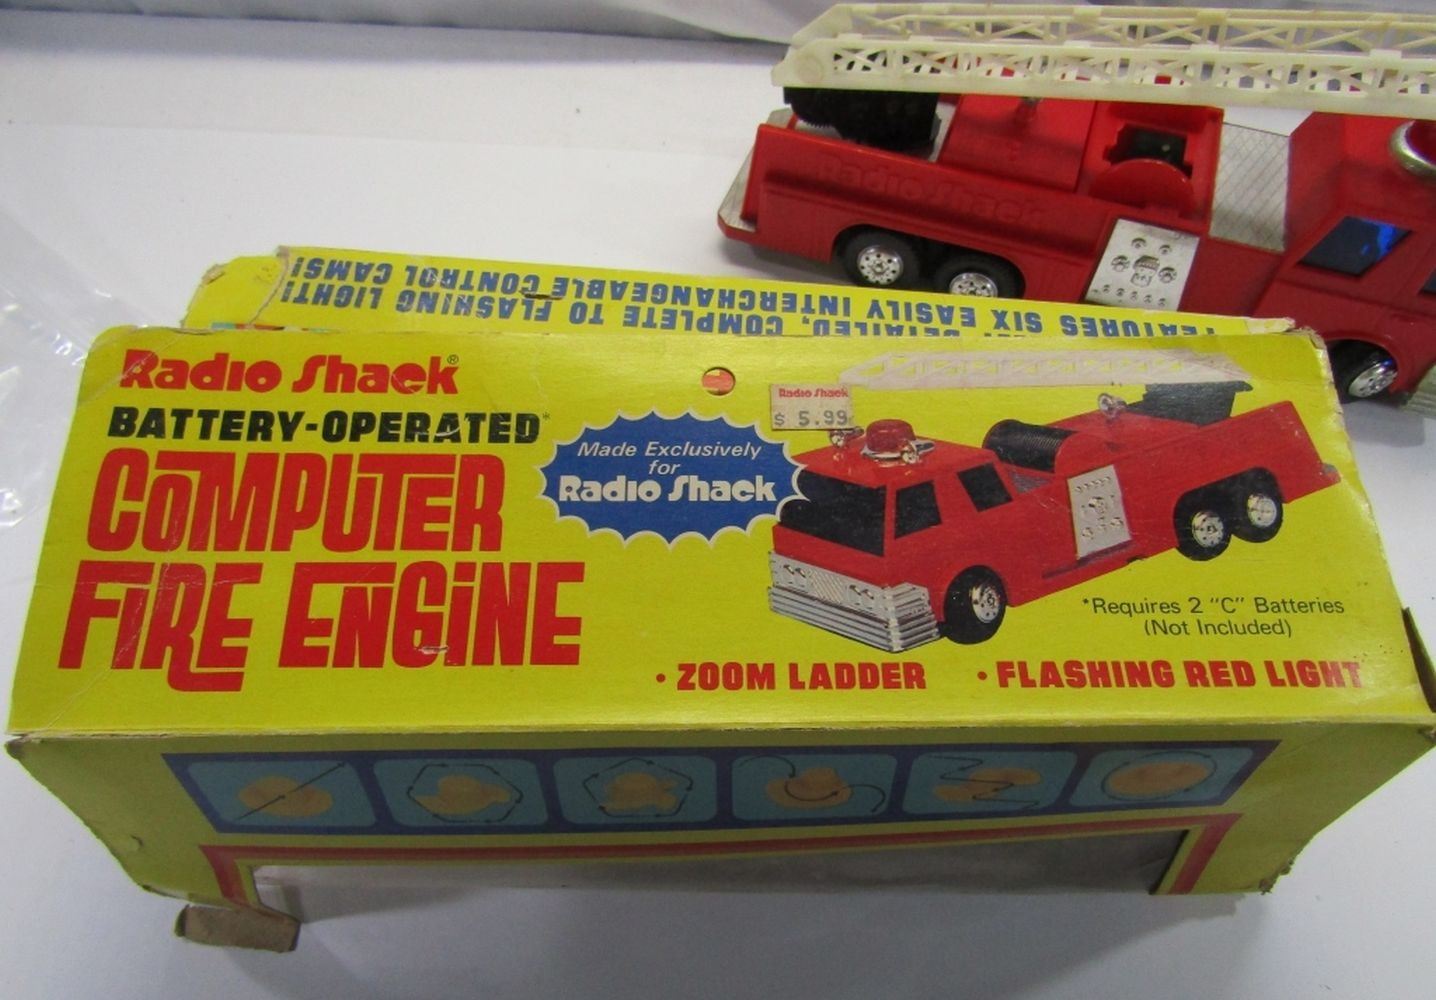 Radio Shack
FEATURES SIX EASILY INTERCHANGEABLE CONTROL CAMS!
DETAILED, COMPLETE TO FLASHING LIGHT!
Radio Shack®
BATTERY-OPERATED*
COMPUTER
FIRE ENGINE
Made Exclusively
for
Radio Shack
Radio Shack
$ 5.99
*Requires 2 "C" Batteries
(Not Included)
• ZOOM LADDER • FLASHING RED LIGHT